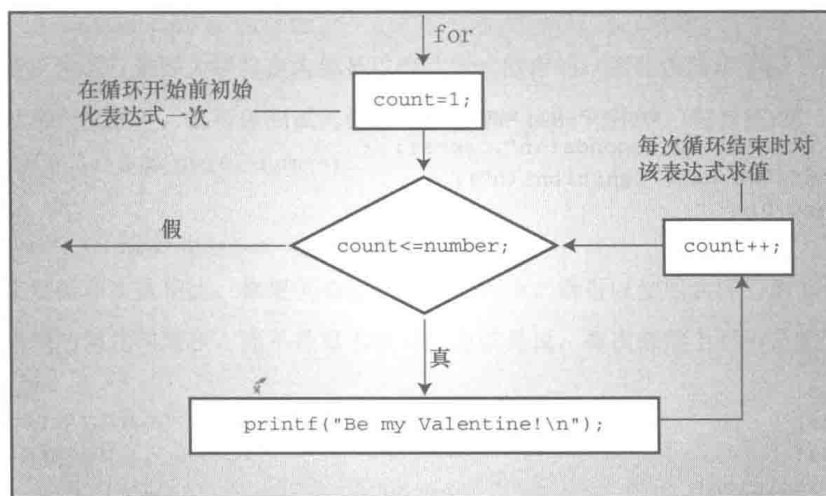 for
在循环开始前初始
化表达式一次
count=1;
每次循环结束时对
该表达式求值
假
count<=number;
count++;
真
printf("Be my Valentine!\n");